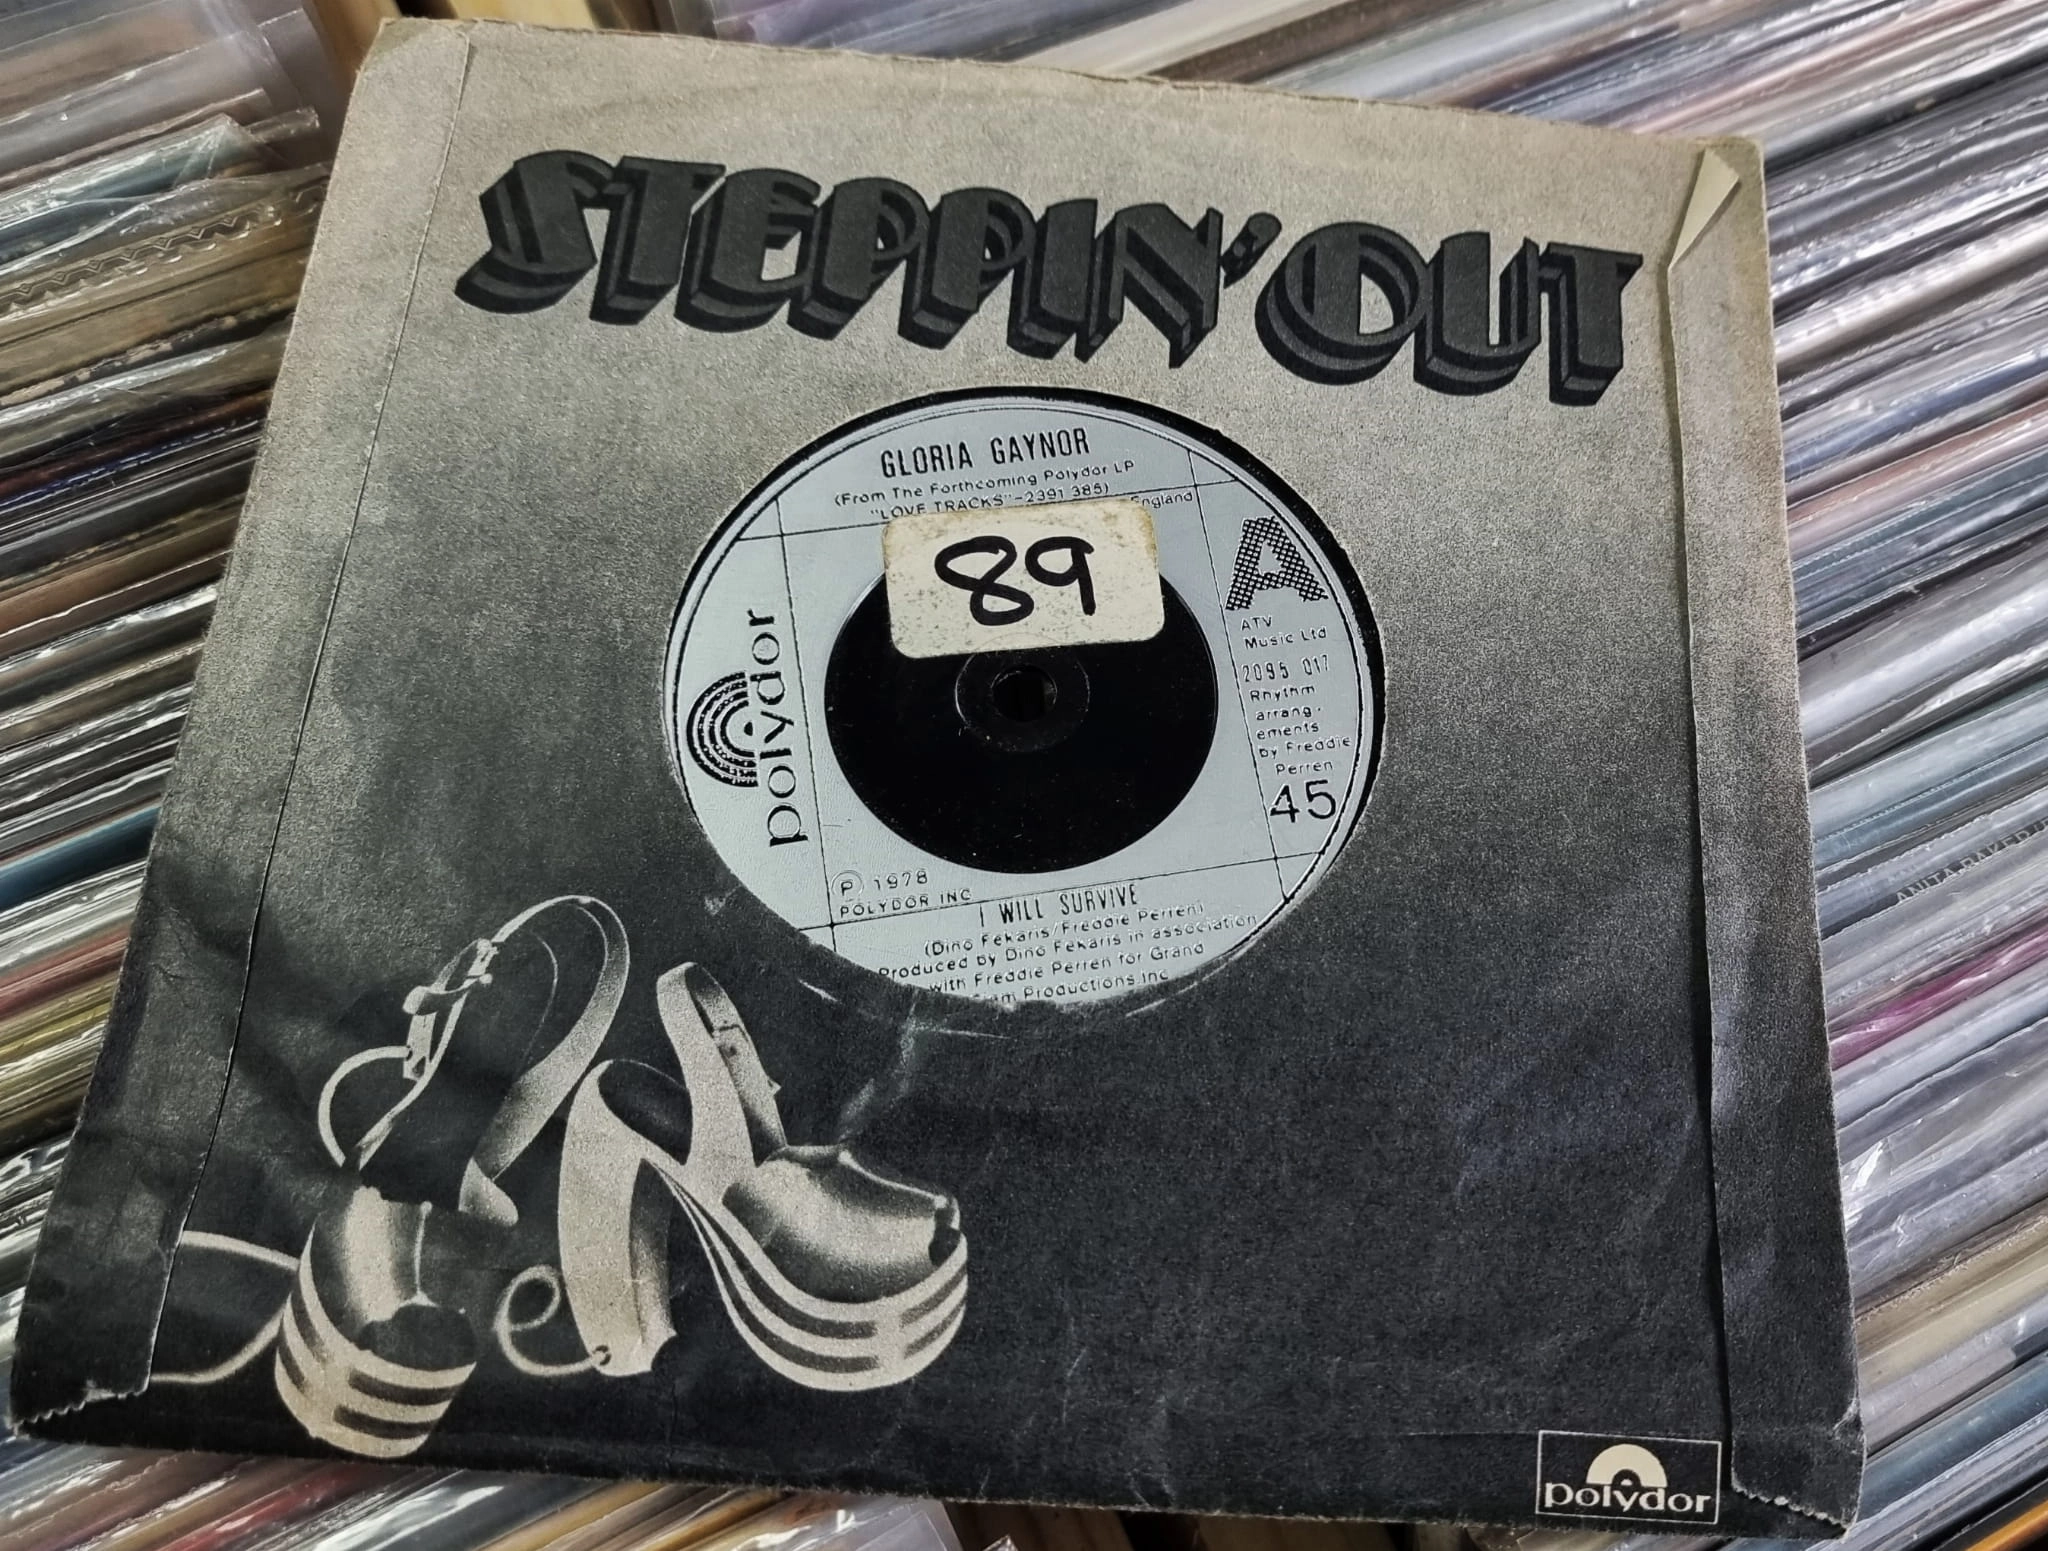 STEPPIN' OUT
GLORIA GAYNOR
(From The Forthcoming Polydor LP
"LOVE TRACKS"-2391 385)
England
89
A
ATV
Music Ltd
2095 017
Rhythm
arrang.
ements
by Freddie
Perren
45
polydor
P 1978
POLYDOR INC
I WILL SURVIVE
(Dino Fekaris/Freddie Perren)
Produced by Dino Fekaris in association
with Freddie Perren for Grand
Productions Inc
polydor
ANITA BAKER